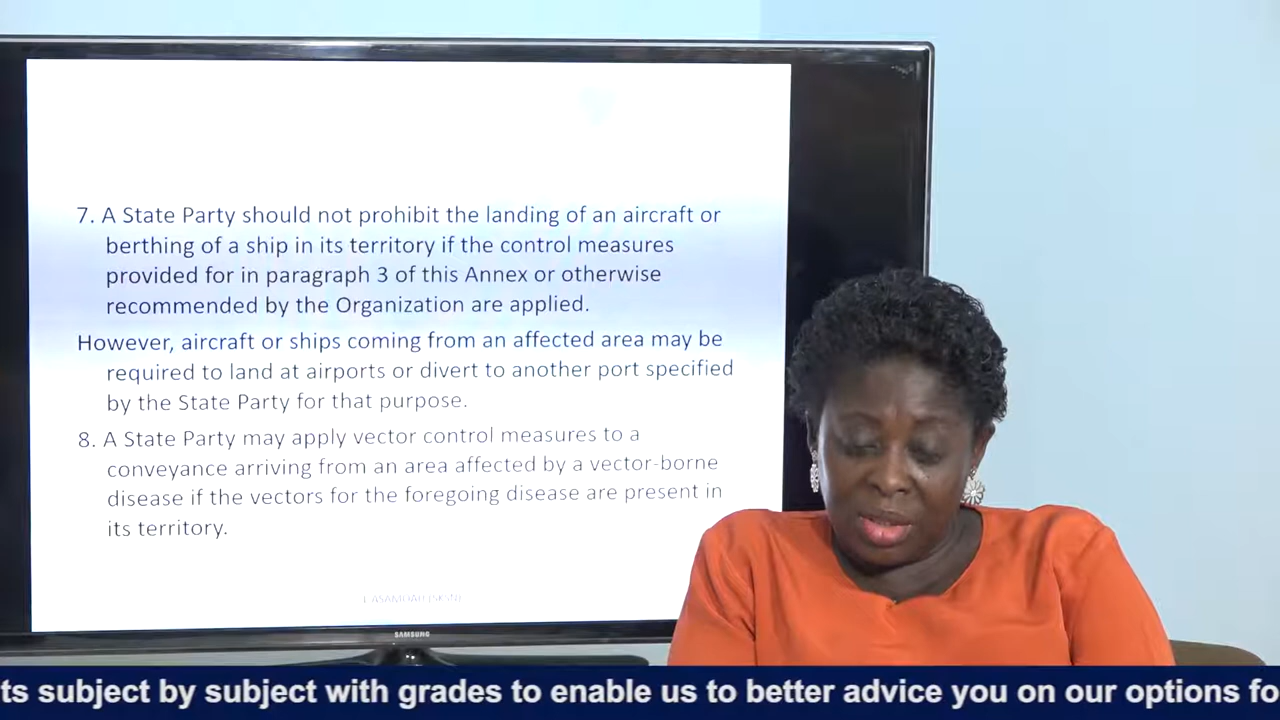 7. A State Party should not prohibit the landing of an aircraft or
berthing of a ship in its territory if the control measures
provided for in paragraph 3 of this Annex or otherwise
recommended by the Organization are applied.
However, aircraft or ships coming from an affected area may be
required to land at airports or divert to another port specified
by the State Party for that purpose.
8. A State Party may apply vector control measures to a
conveyance arriving from an area affected by a vector-borne
disease if the vectors for the foregoing disease are present in
its territory.
SAMSUNG
ts subject by subject with grades to enable us to better advice you on our options fo